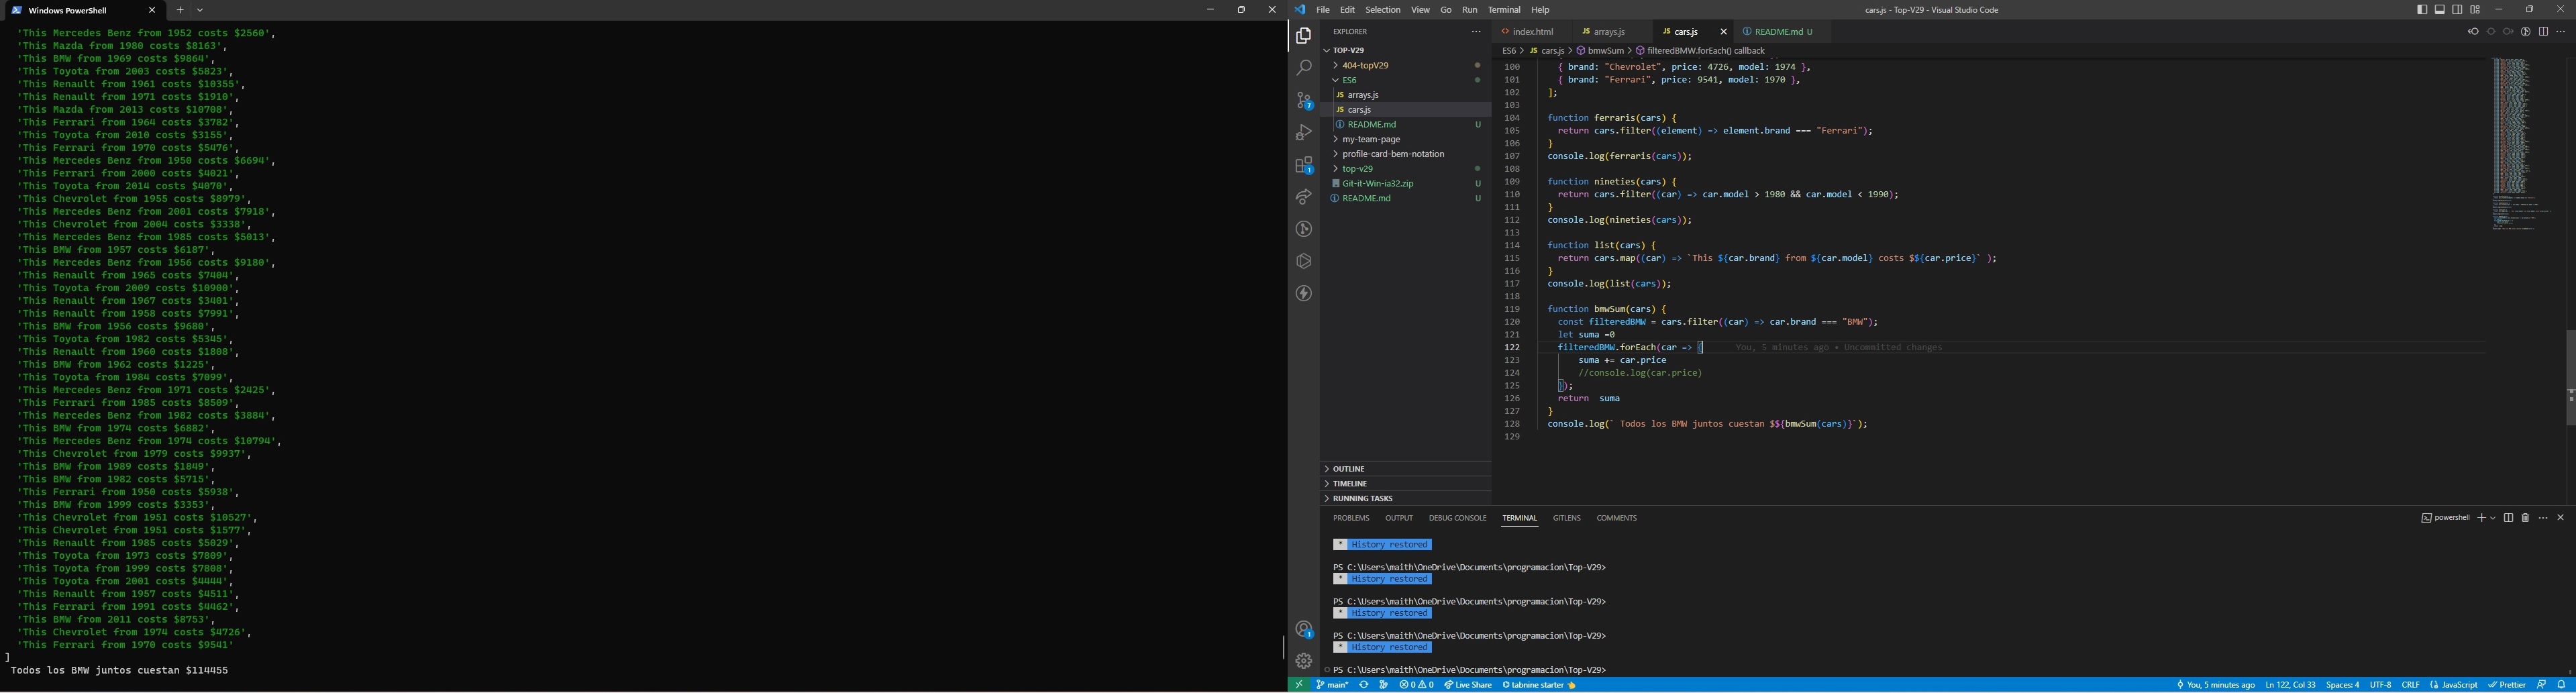 Windows PowerShell
'This Mercedes Benz from 1952 costs $2560',
'This Mazda from 1980 costs $8163',
'This BMW from 1969 costs $9864',
'This Toyota from 2003 costs $5823',
'This Renault from 1961 costs $10355',
'This Renault from 1971 costs $1910',
'This Mazda from 2013 costs $10708',
'This Ferrari from 1964 costs $3782',
'This Toyota from 2010 costs $3155',
'This Ferrari from 1970 costs $5476',
'This Mercedes Benz from 1950 costs $6694',
'This Ferrari from 2000 costs $4021',
'This Toyota from 2014 costs $4070',
'This Chevrolet from 1955 costs $8979',
'This Mercedes Benz from 2001 costs $7918',
'This Chevrolet from 2004 costs $3338',
'This Mercedes Benz from 1985 costs $5013',
'This BMW from 1957 costs $6187',
'This Mercedes Benz from 1956 costs $9180',
'This Renault from 1965 costs $7404',
'This Toyota from 2009 costs $10900',
'This Renault from 1967 costs $3401',
'This Renault from 1958 costs $7991',
'This BMW from 1956 costs $9680',
'This Toyota from 1982 costs $5345',
'This Renault from 1960 costs $1808',
'This BMW from 1962 costs $1225',
'This Toyota from 1984 costs $7099',
'This Mercedes Benz from 1971 costs $2425',
'This Ferrari from 1985 costs $8509',
'This Mercedes Benz from 1982 costs $3884',
'This BMW from 1974 costs $6882',
'This Mercedes Benz from 1974 costs $10794',
'This Chevrolet from 1979 costs $9937',
'This BMW from 1989 costs $1849',
'This BMW from 1982 costs $5715',
'This Ferrari from 1950 costs $5938',
'This BMW from 1999 costs $3353',
'This Chevrolet from 1951 costs $10527',
'This Chevrolet from 1951 costs $1577',
'This Renault from 1985 costs $5029',
'This Toyota from 1973 costs $7809',
'This Toyota from 1999 costs $7808',
'This Toyota from 2001 costs $4444',
'This Renault from 1957 costs $4511',
'This Ferrari from 1991 costs $4462',
'This BMW from 2011 costs $8753',
'This Chevrolet from 1974 costs $4726',
'This Ferrari from 1970 costs $9541'
]
Todos los BMW juntos cuestan $114455
File Edit Selection View Go Run Terminal Help
cars.js - Top-V29 - Visual Studio Code
EXPLORER
TOP-V29
404-topV29
ES6
JS arrays.js
JS cars.js
README.md U
my-team-page
profile-card-bem-notation
top-v29
Git-it-Win-ia32.zip U
README.md U
OUTLINE
TIMELINE
RUNNING TASKS
7
1
1
index.html
JS arrays.js
JS cars.js
README.md U
ES6 > JS cars.js > bmwSum > filteredBMW.forEach() callback
100 { brand: "Chevrolet", price: 4726, model: 1974 },
101 { brand: "Ferrari", price: 9541, model: 1970 },
102 ];
103
104 function ferraris(cars) {
105 return cars.filter((element) => element.brand === "Ferrari");
106 }
107 console.log(ferraris(cars));
108
109 function nineties(cars) {
110 return cars.filter((car) => car.model > 1980 && car.model < 1990);
111 }
112 console.log(nineties(cars));
113
114 function list(cars) {
115 return cars.map((car) => `This ${car.brand} from ${car.model} costs $${car.price}` );
116 }
117 console.log(list(cars));
118
119 function bmwSum(cars) {
120 const filteredBMW = cars.filter((car) => car.brand === "BMW");
121 let suma =0
122 filteredBMW.forEach(car => { You, 5 minutes ago • Uncommitted changes
123 suma += car.price
124 //console.log(car.price)
125 });
126 return suma
127 }
128 console.log(` Todos los BMW juntos cuestan $${bmwSum(cars)}`);
129
PROBLEMS OUTPUT DEBUG CONSOLE TERMINAL GITLENS COMMENTS
powershell
* History restored
PS C:\Users\maith\OneDrive\Documents\programacion\Top-V29>
* History restored
PS C:\Users\maith\OneDrive\Documents\programacion\Top-V29>
* History restored
PS C:\Users\maith\OneDrive\Documents\programacion\Top-V29>
* History restored
PS C:\Users\maith\OneDrive\Documents\programacion\Top-V29>
main* 0 0 Live Share tabnine starter
You, 5 minutes ago Ln 122, Col 33 Spaces: 4 UTF-8 CRLF JavaScript Prettier